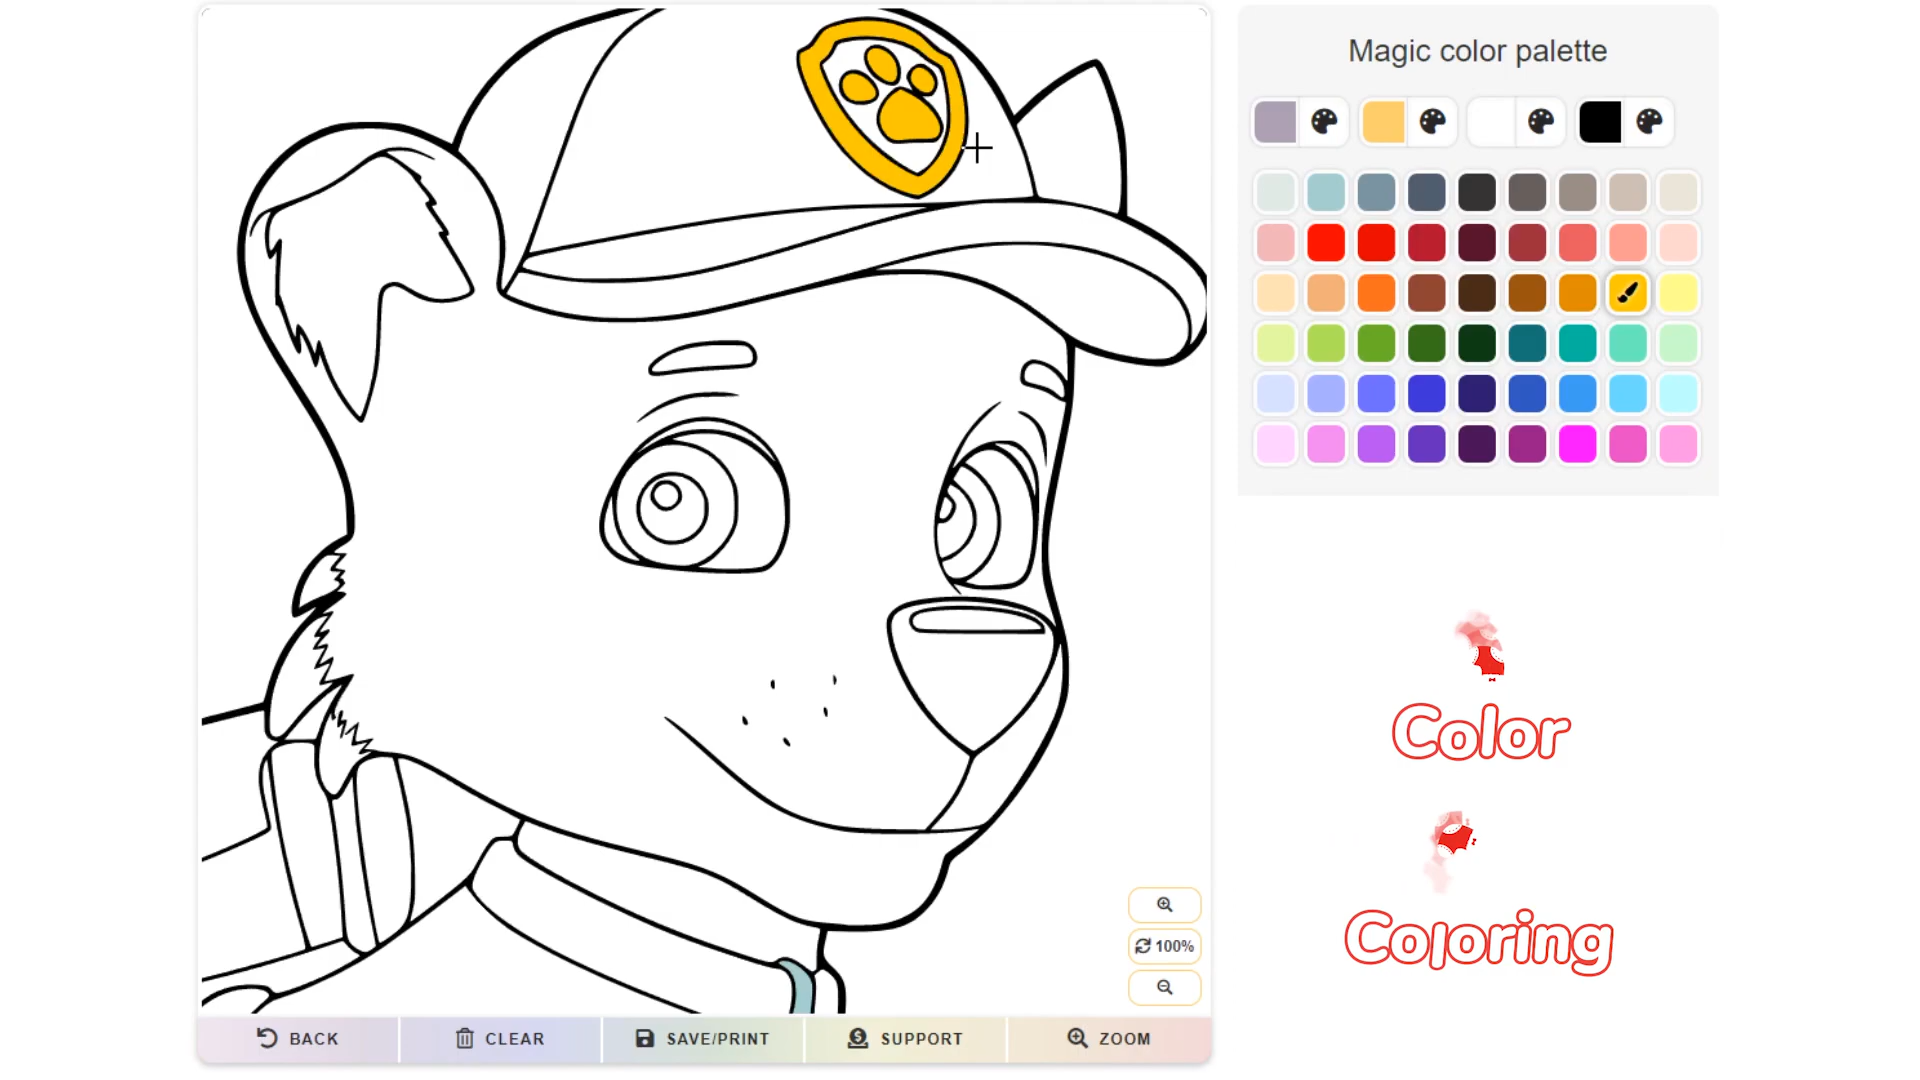 Magic color palette
Color
Coloring
100%
BACK
CLEAR
SAVE/PRINT
SUPPORT
ZOOM